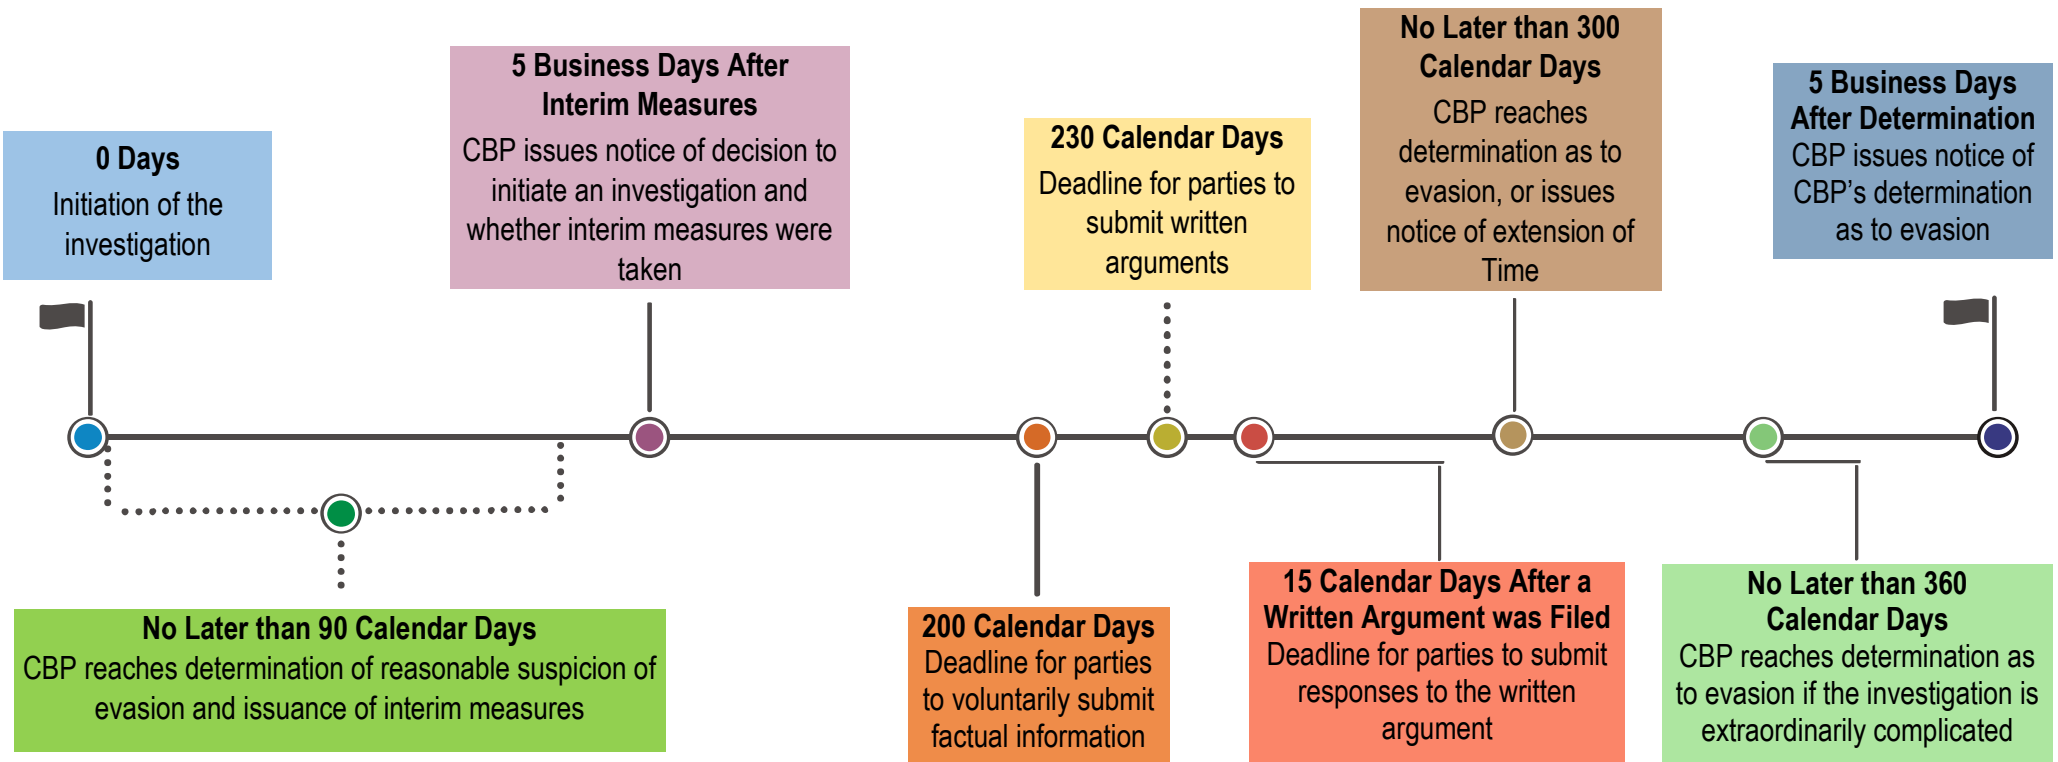 0 Days
Initiation of the
investigation
No Later than 90 Calendar Days
CBP reaches determination of reasonable suspicion of
evasion and issuance of interim measures
5 Business Days After
Interim Measures
CBP issues notice of decision to
initiate an investigation and
whether interim measures were
taken
200 Calendar Days
Deadline for parties
to voluntarily submit
factual information
230 Calendar Days
Deadline for parties to
submit written
arguments
15 Calendar Days After a
Written Argument was Filed
Deadline for parties to submit
responses to the written
argument
No Later than 300
Calendar Days
CBP reaches
determination as to
evasion, or issues
notice of extension of
Time
No Later than 360
Calendar Days
CBP reaches determination as
to evasion if the investigation is
extraordinarily complicated
5 Business Days
After Determination
CBP issues notice of
CBP’s determination
as to evasion